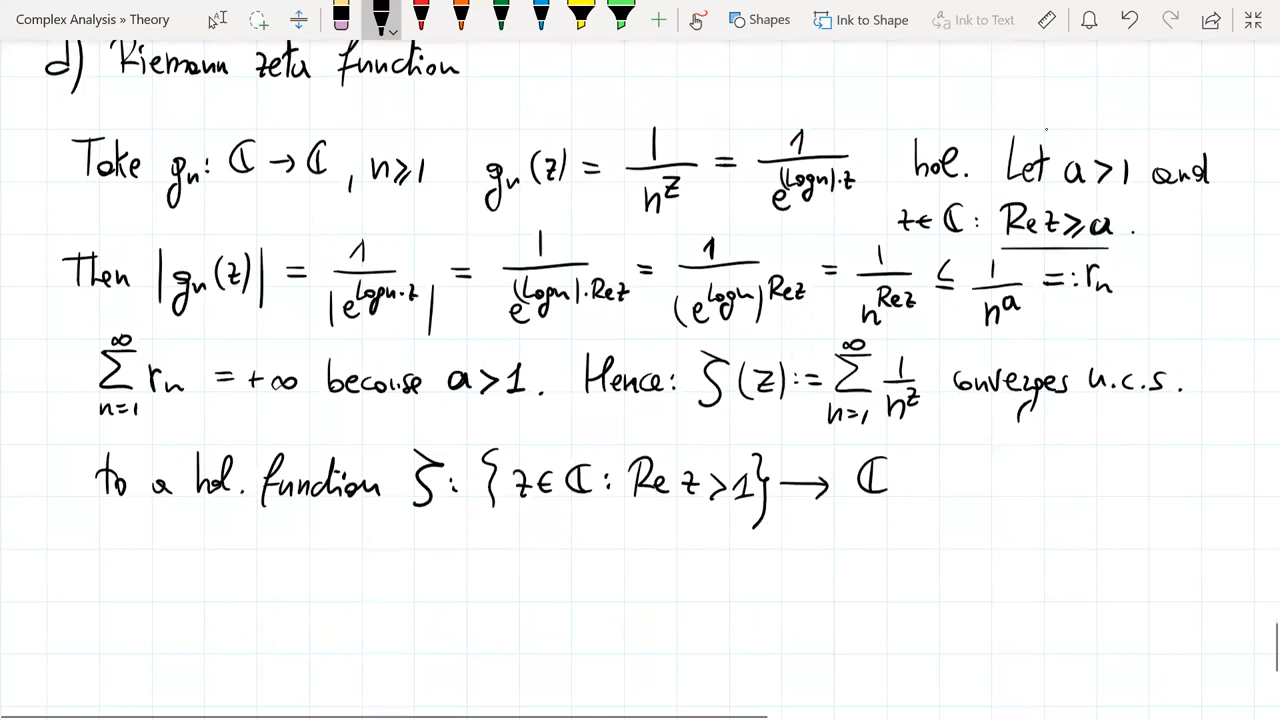 Complex Analysis » Theory
Shapes
Ink to Shape
Ink to Text
d) Riemann zeta function
Take gₙ: ℂ → ℂ, n ≥ 1 gₙ(z) = 1/n^z = 1/e^{(Log n)·z} hol. Let a > 1 and
z ∈ ℂ: Re z ≥ a.
Then |gₙ(z)| = 1/|e^{Log n·z}| = 1/e^{(Log n)·Re z} = 1/(e^{Log n})^{Re z} = 1/n^{Re z} ≤ 1/n^a =: rₙ
∑_{n=1}^{∞} rₙ = +∞ because a > 1. Hence: ζ(z) := ∑_{n=1}^{∞} 1/n^z converges u.c.s.
to a hol. function ζ: {z ∈ ℂ: Re z > 1} → ℂ